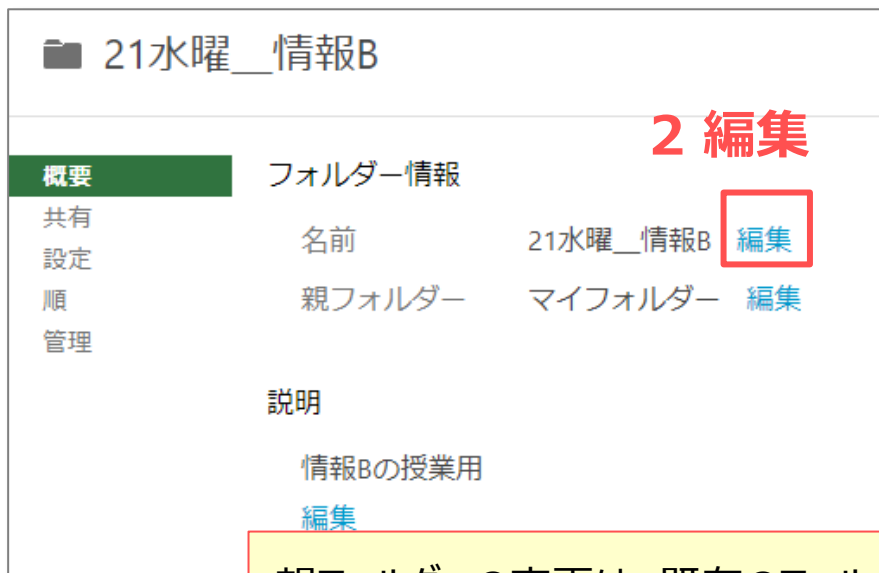 21水曜__情報B
2 編集
概要
共有
設定
順
管理
フォルダー情報
名前 21水曜__情報B 編集
親フォルダー マイフォルダー 編集
説明
情報Bの授業用
編集